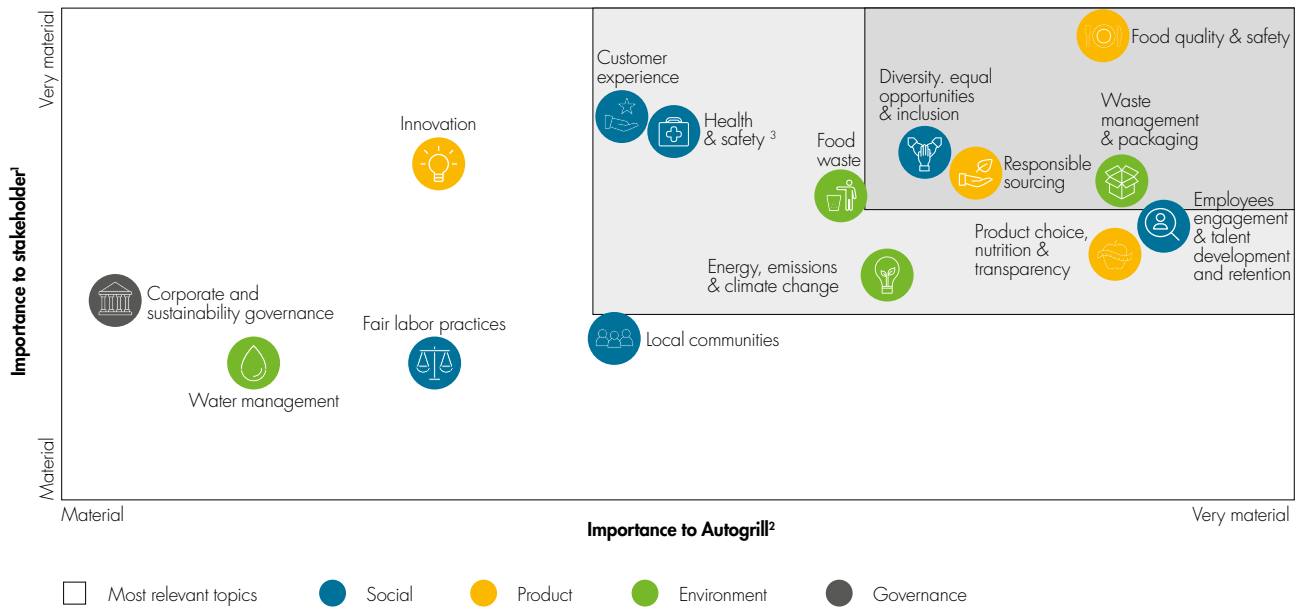 Importance to stakeholder¹
Very material
Material
Food quality & safety
Customer
experience
Diversity. equal
opportunities
& inclusion
Waste
management
& packaging
Innovation
Health
& safety ³
Food
waste
Responsible
sourcing
Employees
engagement
& talent
development
and retention
Product choice,
nutrition &
transparency
Energy, emissions
& climate change
Corporate and
sustainability governance
Fair labor practices
Local communities
Water management
Material
Very material
Importance to Autogrill²
Most relevant topics
Social
Product
Environment
Governance